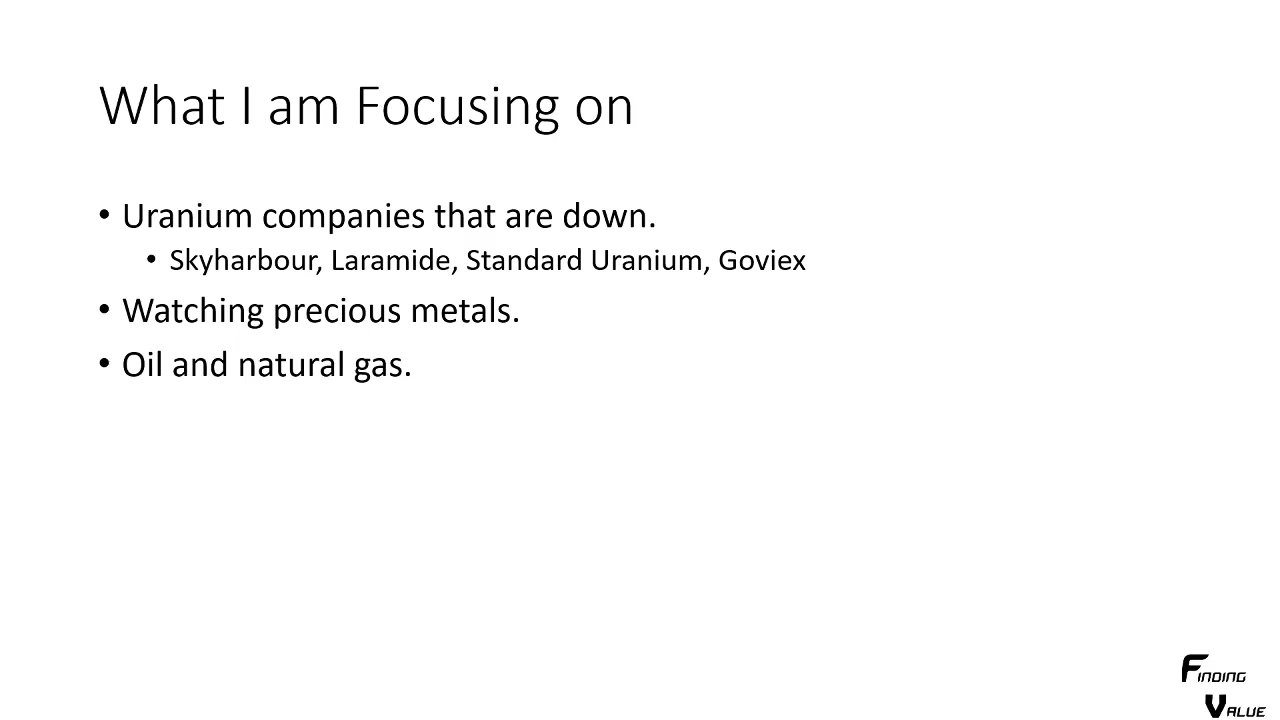 What I am Focusing on
• Uranium companies that are down.
• Skyharbour, Laramide, Standard Uranium, Goviex
• Watching precious metals.
• Oil and natural gas.
Finding
Value